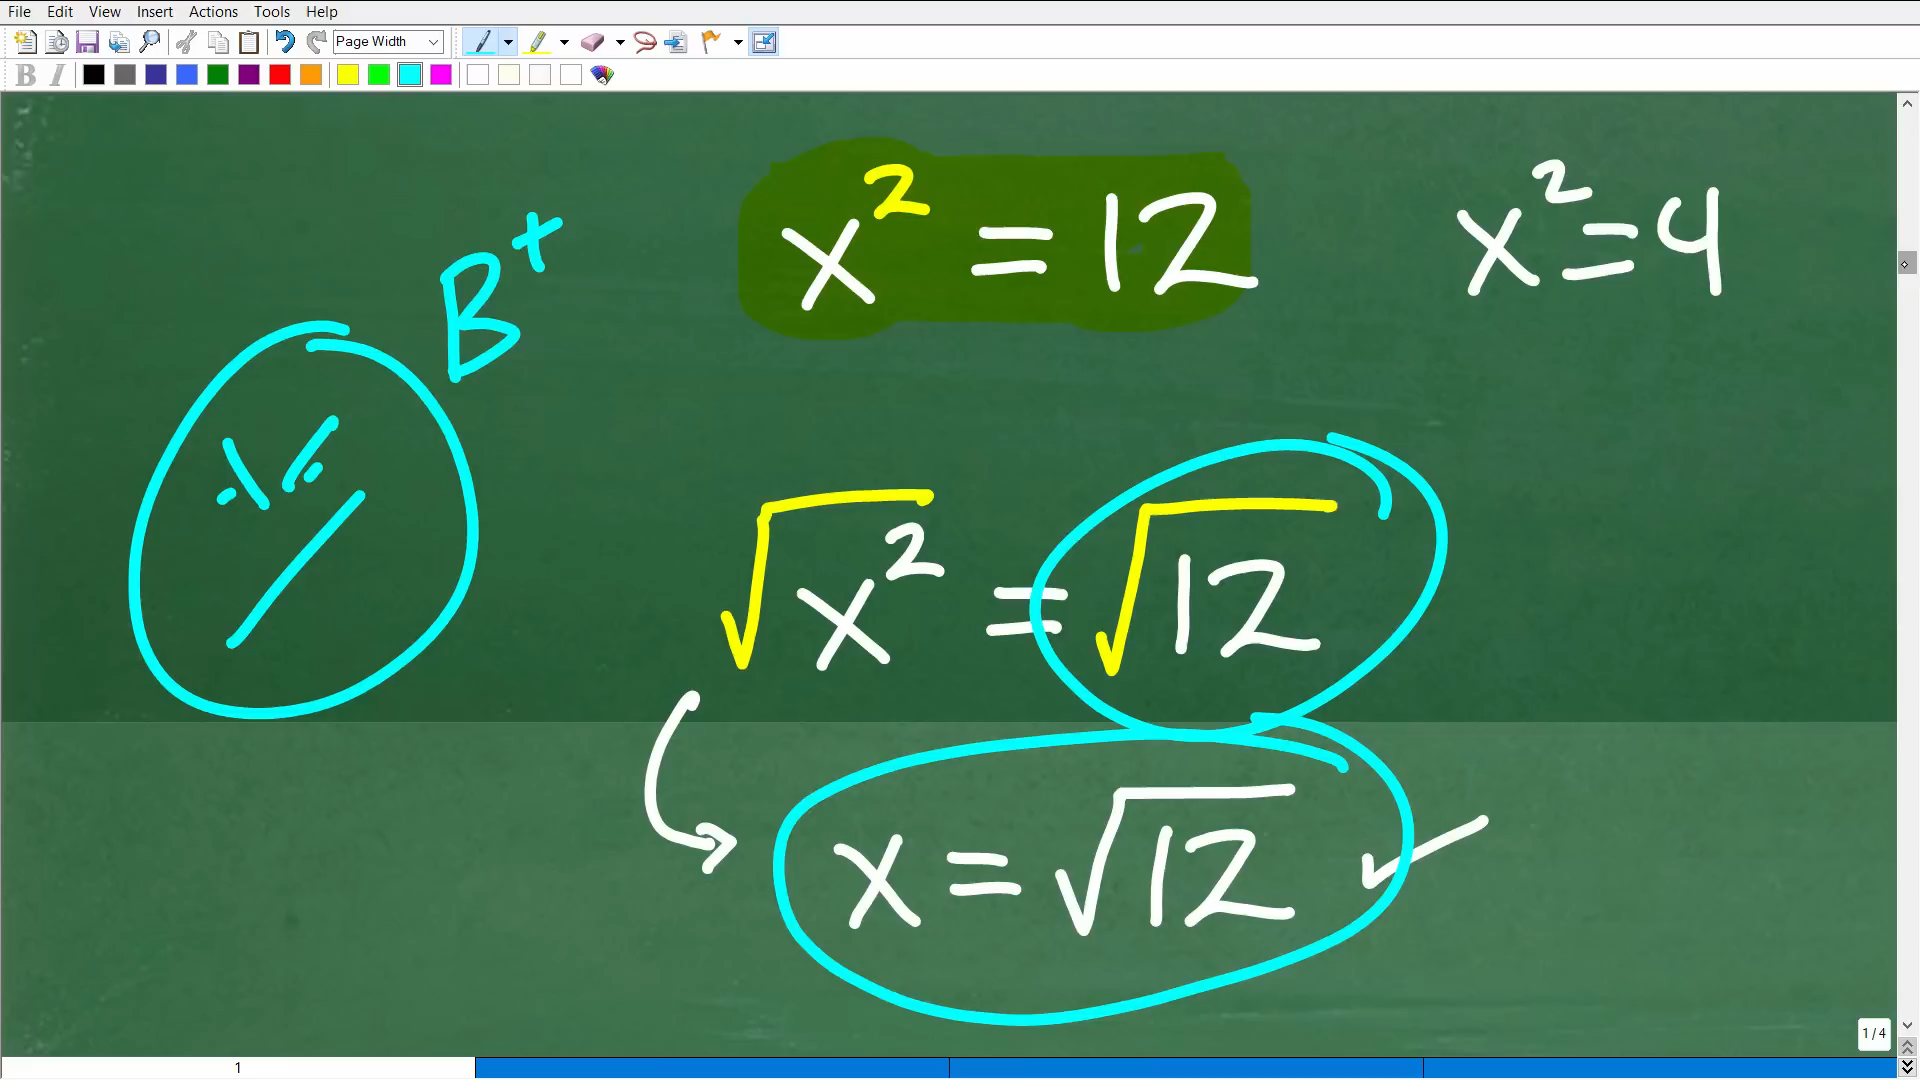 File Edit View Insert Actions Tools Help
Page Width
B I
x² = 12
x² = 4
B+
√x² = √12
x = √12 ✓
1 / 4
1